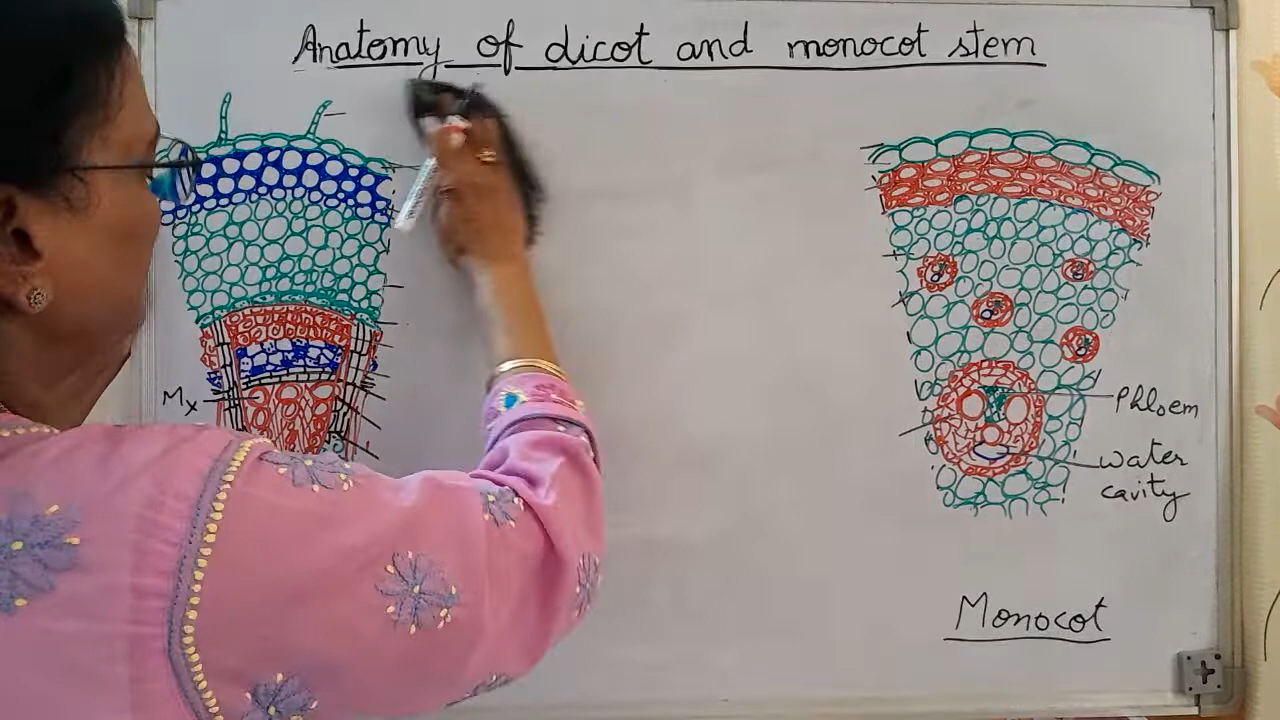 Anatomy of dicot and monocot stem
Mx
Phloem
water
cavity
Monocot